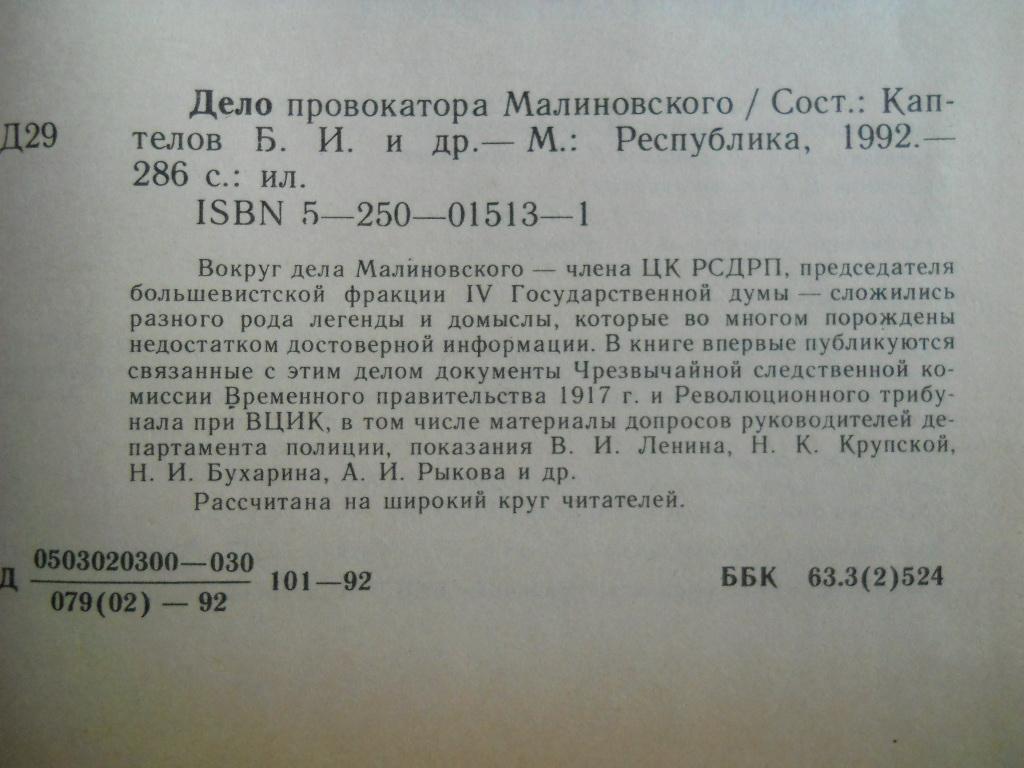 Дело провокатора Малиновского / Сост.: Кап-
Д29 телов Б. И. и др.— М.: Республика, 1992.—
286 с.: ил.
ISBN 5—250—01513—1
Вокруг дела Малиновского — члена ЦК РСДРП, председателя
большевистской фракции IV Государственной думы — сложились
разного рода легенды и домыслы, которые во многом порождены
недостатком достоверной информации. В книге впервые публикуются
связанные с этим делом документы Чрезвычайной следственной ко-
миссии Временного правительства 1917 г. и Революционного трибу-
нала при ВЦИК, в том числе материалы допросов руководителей де-
партамента полиции, показания В. И. Ленина, Н. К. Крупской,
Н. И. Бухарина, А. И. Рыкова и др.
Рассчитана на широкий круг читателей.
Д 0503020300—030
079(02) — 92
101—92
ББК 63.3(2)524